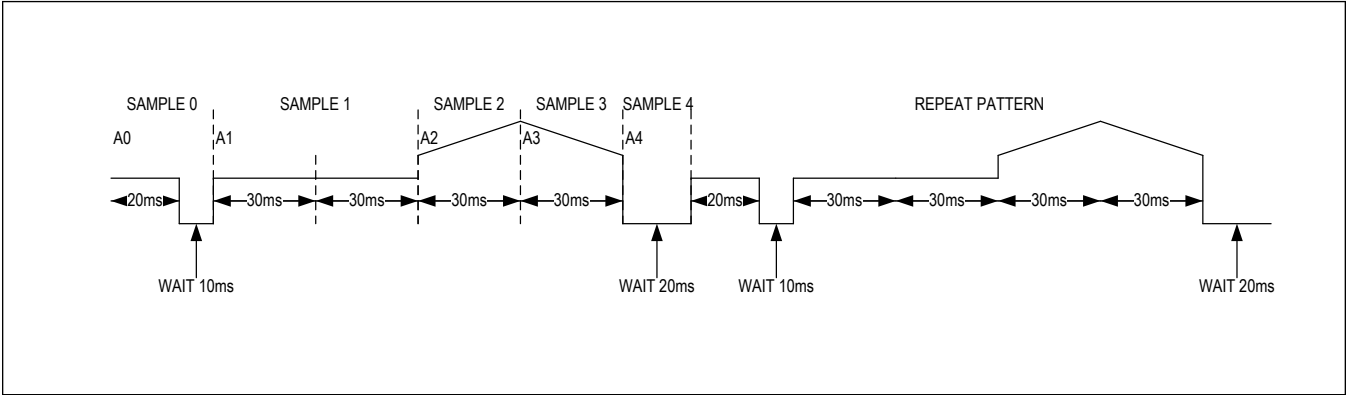 SAMPLE 0 SAMPLE 1 SAMPLE 2 SAMPLE 3 SAMPLE 4 REPEAT PATTERN
A0 A1 A2 A3 A4
20ms 30ms 30ms 30ms 30ms 20ms 30ms 30ms 30ms 30ms
WAIT 10ms WAIT 20ms WAIT 10ms WAIT 20ms